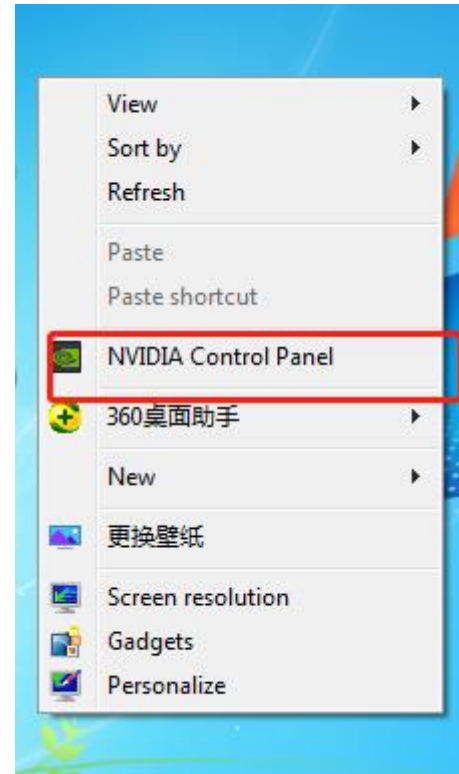 View
Sort by
Refresh
Paste
Paste shortcut
NVIDIA Control Panel
360桌面助手
New
更换壁纸
Screen resolution
Gadgets
Personalize